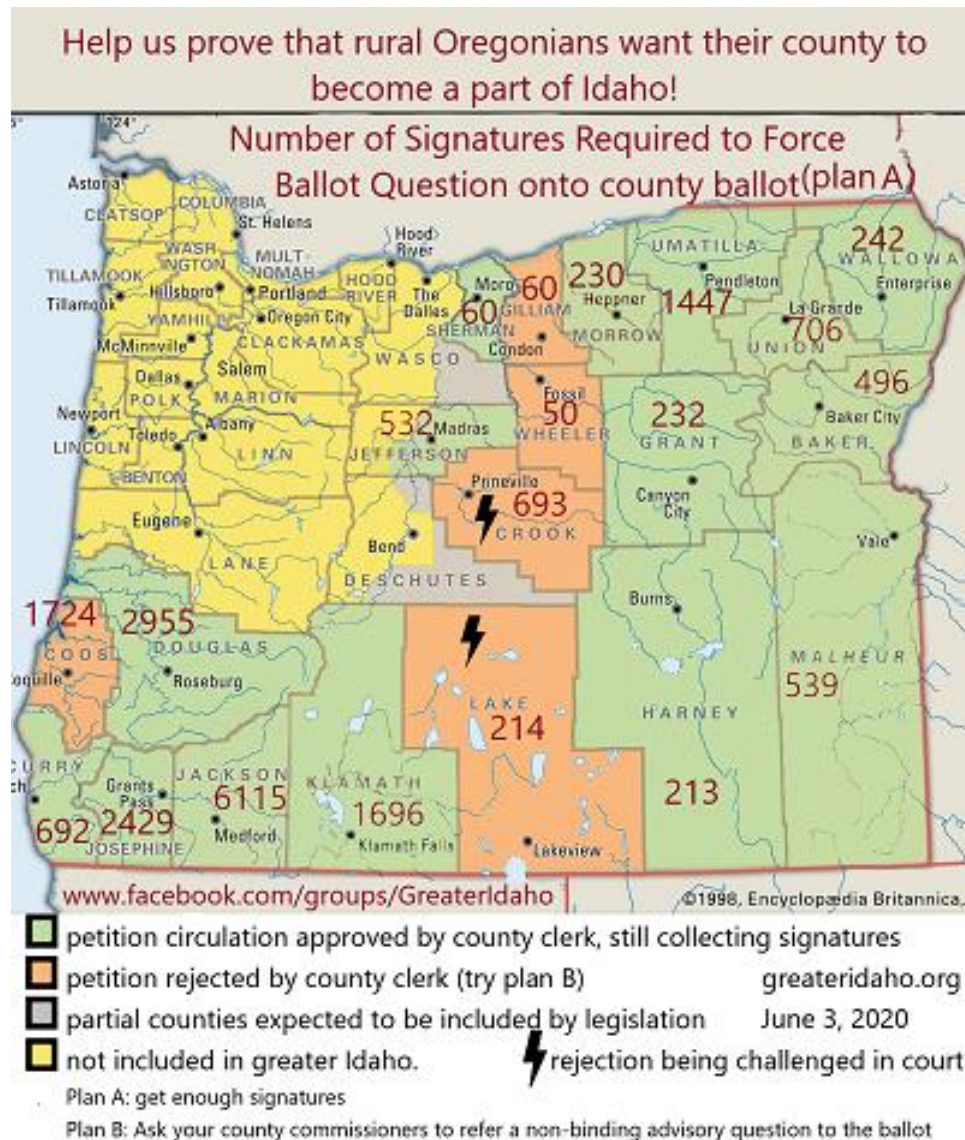 Help us prove that rural Oregonians want their county to
become a part of Idaho!
124°
Number of Signatures Required to Force
Ballot Question onto county ballot(plan A)
Astoria
CLATSOP
COLUMBIA
St. Helens
Hood
River
UMATILLA
242
WALLOWA
WASH
INGTON
MULT-
NOMAH
TILLAMOOK
Hillsboro
Portland
HOOD
RIVER
The
Dalles
Moro
60
60
GILLIAM
230
Heppner
Pendleton
1447
Enterprise
Tillamook
Oregon City
SHERMAN
MORROW
La Grande
706
UNION
YAMHILL
McMinnville
CLACKAMAS
WASCO
Condon
Dallas
Salem
POLK
MARION
Fossil
50
WHEELER
232
GRANT
496
Baker City
BAKER
Newport
Toledo
Albany
532
Madras
JEFFERSON
LINCOLN
LINN
BENTON
Prineville
693
CROOK
Canyon
City
Eugene
Bend
Vale
LANE
DESCHUTES
1724
2955
Burns
COOS
DOUGLAS
oquille
Roseburg
LAKE
214
MALHEUR
539
HARNEY
CURRY
ch
Grants
Pass
JACKSON
6115
KLAMATH
1696
213
692
2429
JOSEPHINE
Medford
Klamath Falls
Lakeview
www.facebook.com/groups/GreaterIdaho
©1998, Encyclopædia Britannica,
petition circulation approved by county clerk, still collecting signatures
petition rejected by county clerk (try plan B)
greateridaho.org
partial counties expected to be included by legislation
June 3, 2020
not included in greater Idaho.
rejection being challenged in court
Plan A: get enough signatures
Plan B: Ask your county commissioners to refer a non-binding advisory question to the ballot